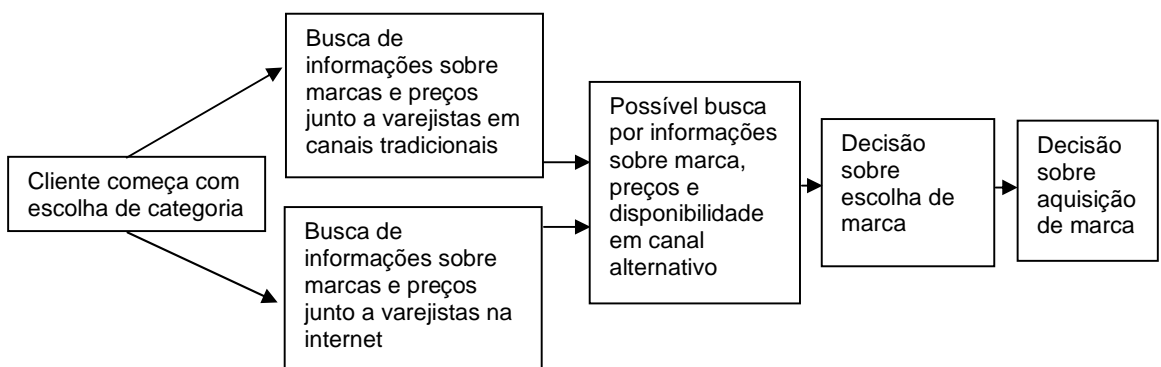 Cliente começa com
escolha de categoria
Busca de
informações sobre
marcas e preços
junto a varejistas em
canais tradicionais
Busca de
informações sobre
marcas e preços
junto a varejistas na
internet
Possível busca
por informações
sobre marca,
preços e
disponibilidade
em canal
alternativo
Decisão
sobre
escolha de
marca
Decisão
sobre
aquisição
de marca